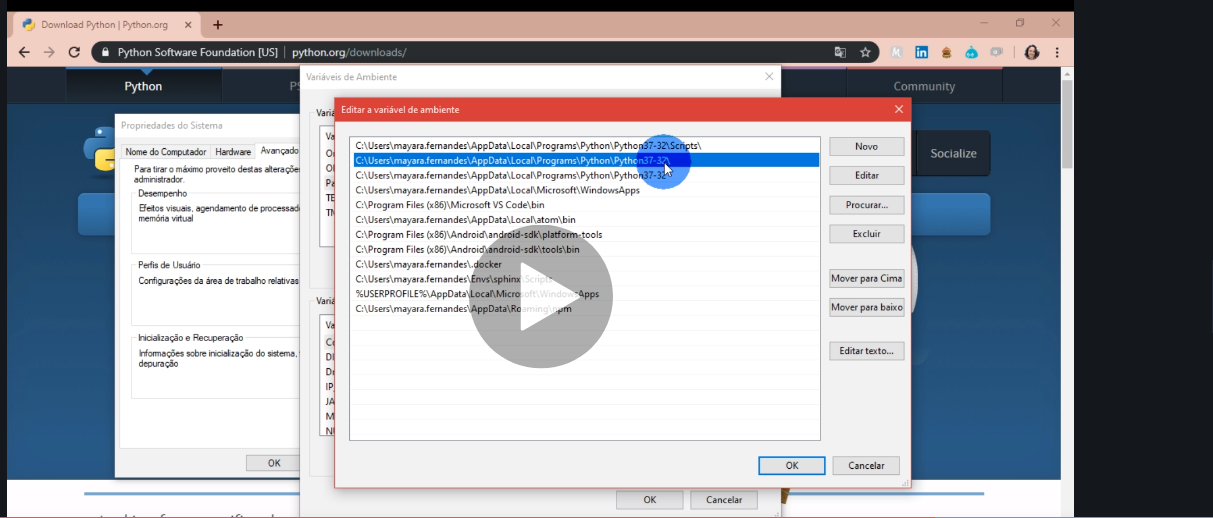 Download Python | Python.org
Python Software Foundation [US] | python.org/downloads/
Python
PS
Community
Socialize
Variáveis de Ambiente
Editar a variável de ambiente
Propriedades do Sistema
Nome do Computador Hardware Avançado
Para tirar o máximo proveito destas alterações
administrador.
Desempenho
Efeitos visuais, agendamento de processad
memória virtual
Perfis de Usuário
Configurações da área de trabalho relativas
Inicialização e Recuperação
Informações sobre inicialização do sistema,
depuração
OK
C:\Users\mayara.fernandes\AppData\Local\Programs\Python\Python37-32\Scripts\
C:\Users\mayara.fernandes\AppData\Local\Programs\Python\Python37-32\
C:\Users\mayara.fernandes\AppData\Local\Programs\Python\Python37-32
C:\Users\mayara.fernandes\AppData\Local\Microsoft\WindowsApps
C:\Program Files (x86)\Microsoft VS Code\bin
C:\Users\mayara.fernandes\AppData\Local\atom\bin
C:\Program Files (x86)\Android\android-sdk\platform-tools
C:\Program Files (x86)\Android\android-sdk\tools\bin
C:\Users\mayara.fernandes\.docker
C:\Users\mayara.fernandes\Envs\sphinx\Scripts
%USERPROFILE%\AppData\Local\Microsoft\WindowsApps
C:\Users\mayara.fernandes\AppData\Roaming\npm
Novo
Editar
Procurar...
Excluir
Mover para Cima
Mover para baixo
Editar texto...
OK
Cancelar
OK
Cancelar